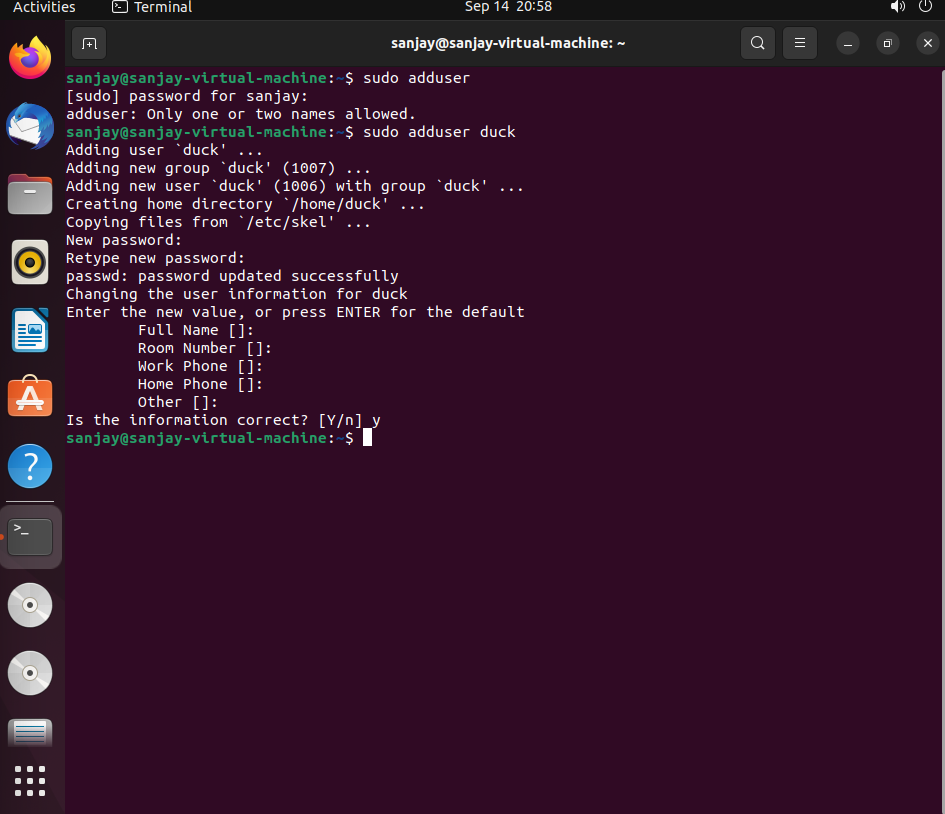 Activities
Terminal
Sep 14 20:58
sanjay@sanjay-virtual-machine: ~
sanjay@sanjay-virtual-machine:~$ sudo adduser
[sudo] password for sanjay:
adduser: Only one or two names allowed.
sanjay@sanjay-virtual-machine:~$ sudo adduser duck
Adding user `duck' ...
Adding new group `duck' (1007) ...
Adding new user `duck' (1006) with group `duck' ...
Creating home directory `/home/duck' ...
Copying files from `/etc/skel' ...
New password:
Retype new password:
passwd: password updated successfully
Changing the user information for duck
Enter the new value, or press ENTER for the default
        Full Name []:
        Room Number []:
        Work Phone []:
        Home Phone []:
        Other []:
Is the information correct? [Y/n] y
sanjay@sanjay-virtual-machine:~$